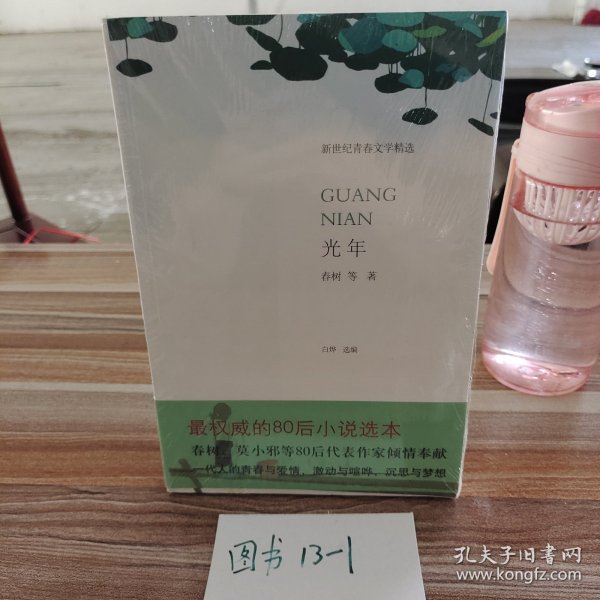 新世纪青春文学精选
GUANG
NIAN
光年
春树 等 著
白烨 选编
最权威的80后小说选本
春树、莫小邪等80后代表作家倾情奉献
一代人的青春与爱情，激动与喧哗，沉思与梦想
图书13-1
孔夫子旧书网
www.kongfz.com